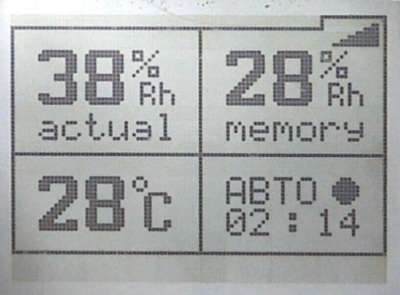 38% Rh
actual
28% Rh
memory
28°C
АВТО
02:14